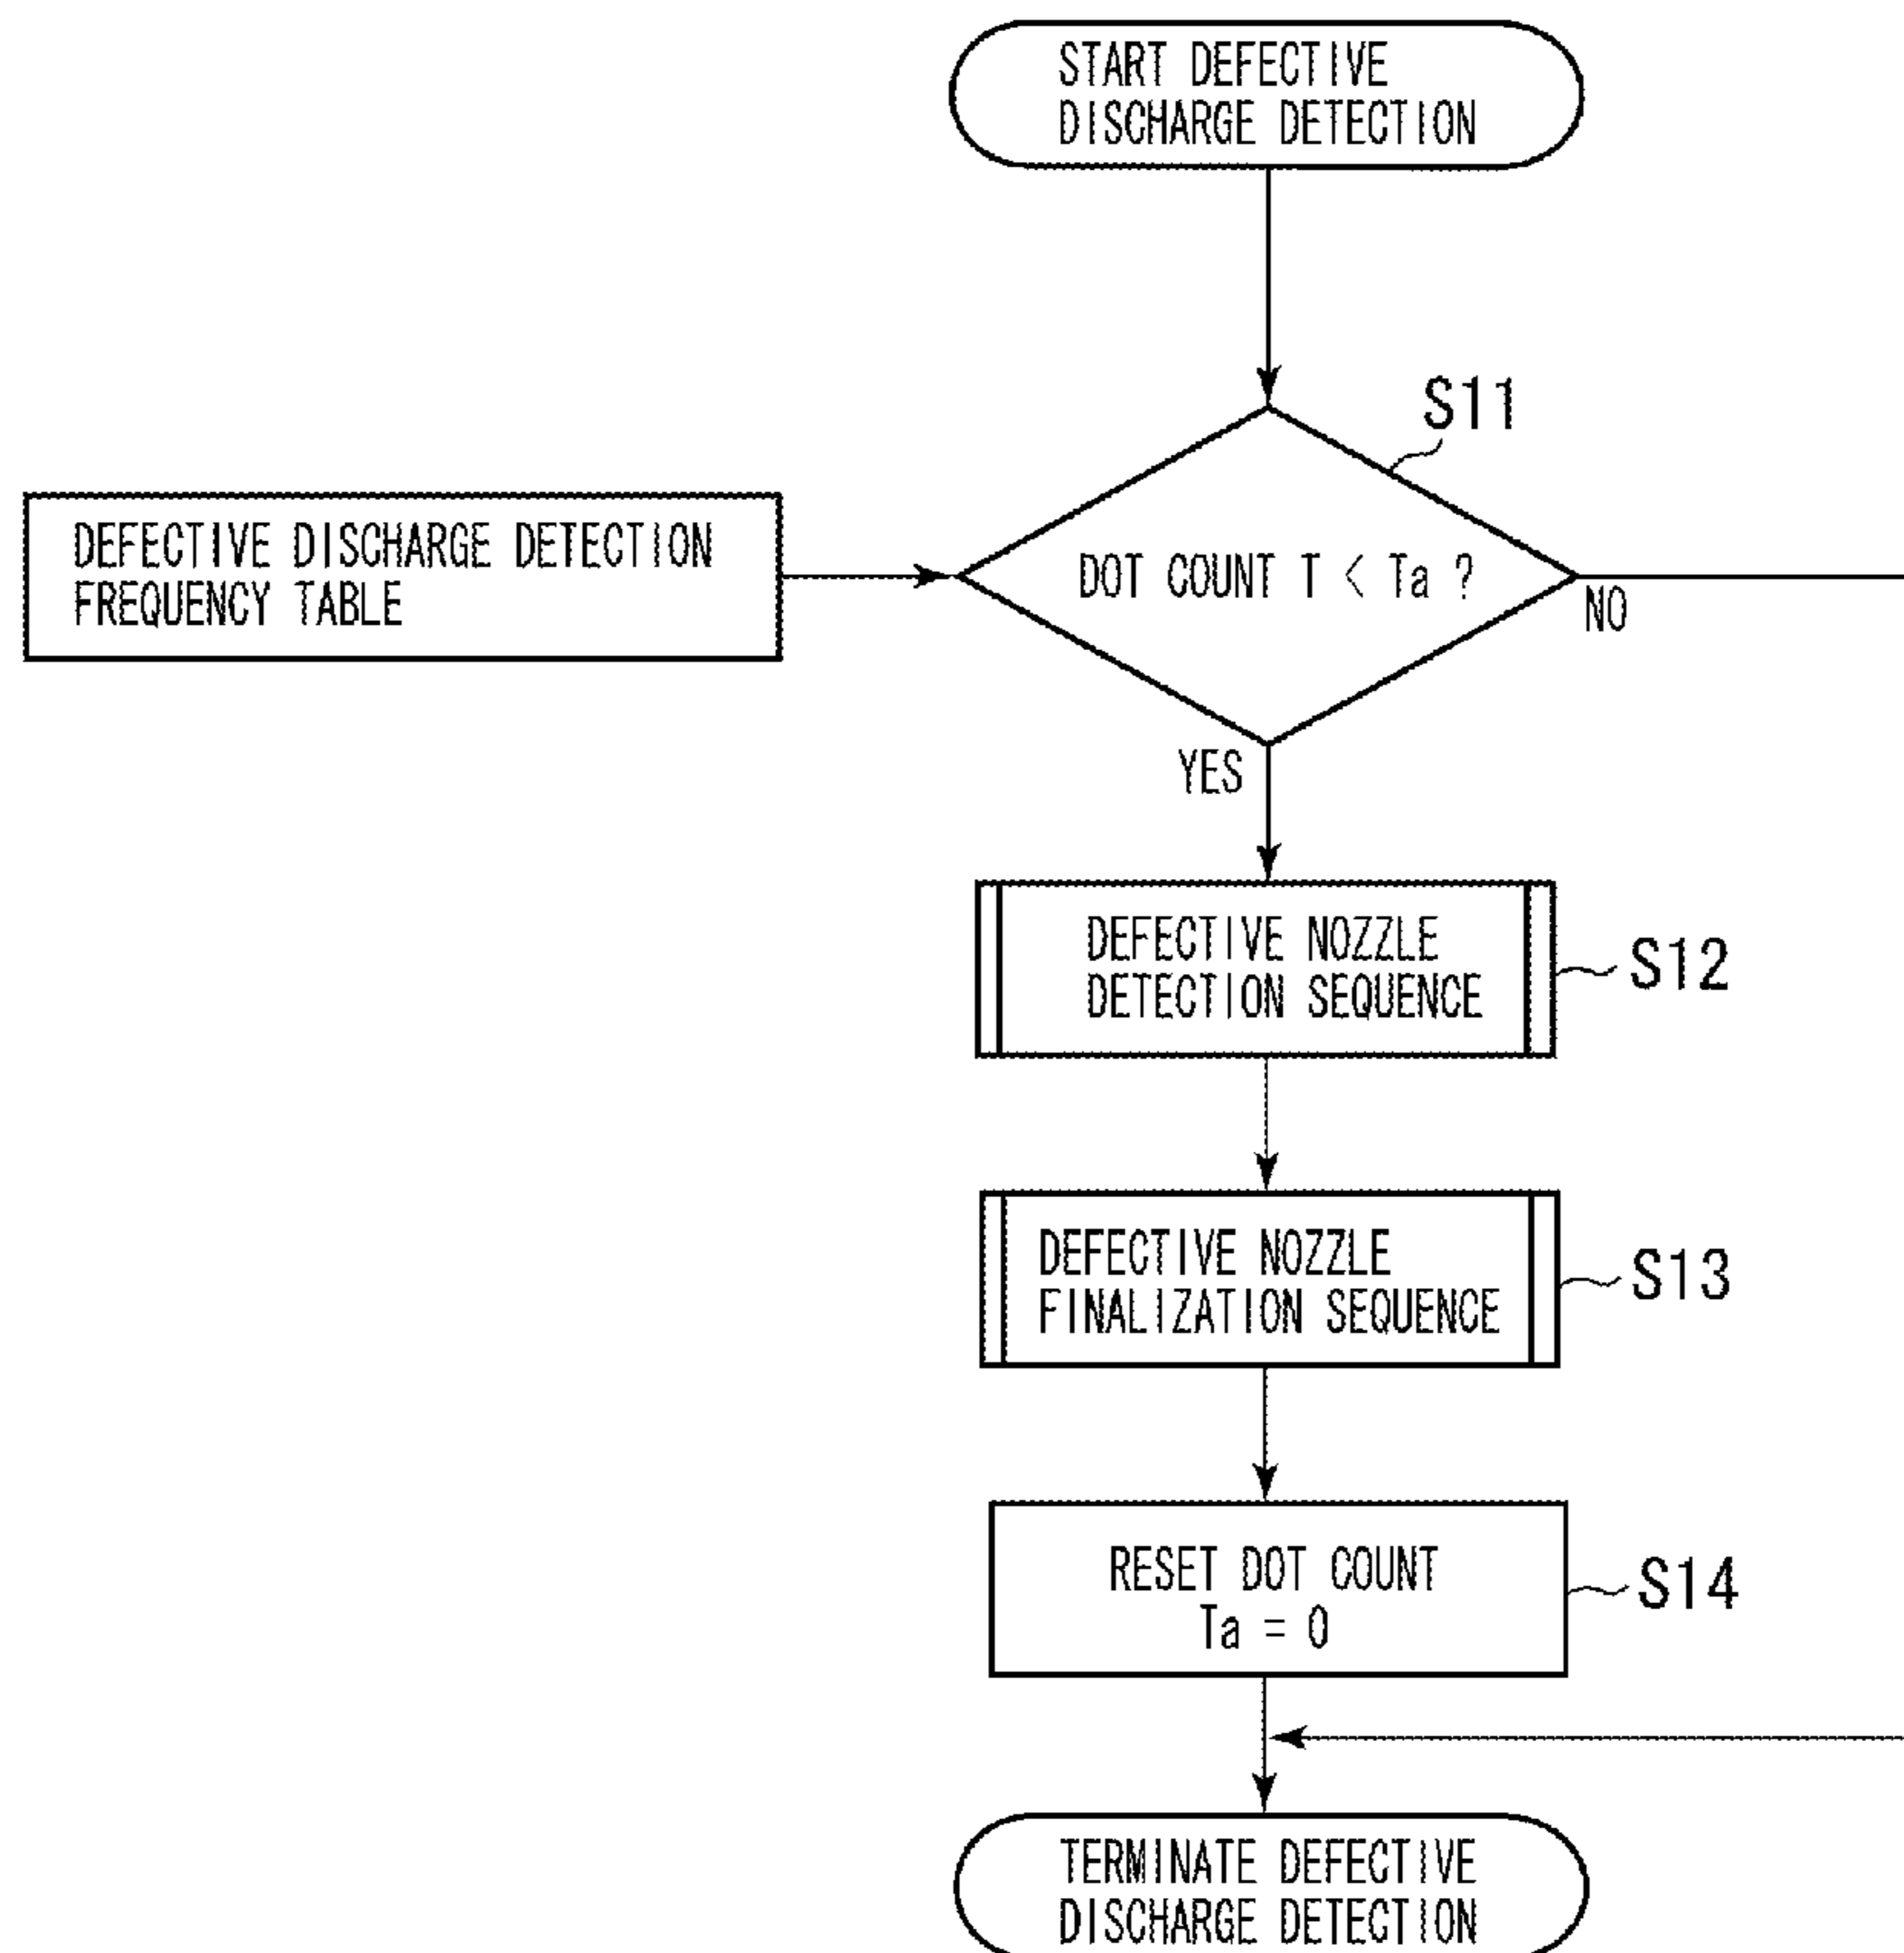 START DEFECTIVE
DISCHARGE DETECTION
S11
DEFECTIVE DISCHARGE DETECTION
FREQUENCY TABLE
DOT COUNT T < Ta ?
NO
YES
DEFECTIVE NOZZLE
DETECTION SEQUENCE
S12
DEFECTIVE NOZZLE
FINALIZATION SEQUENCE
S13
RESET DOT COUNT
Ta = 0
S14
TERMINATE DEFECTIVE
DISCHARGE DETECTION